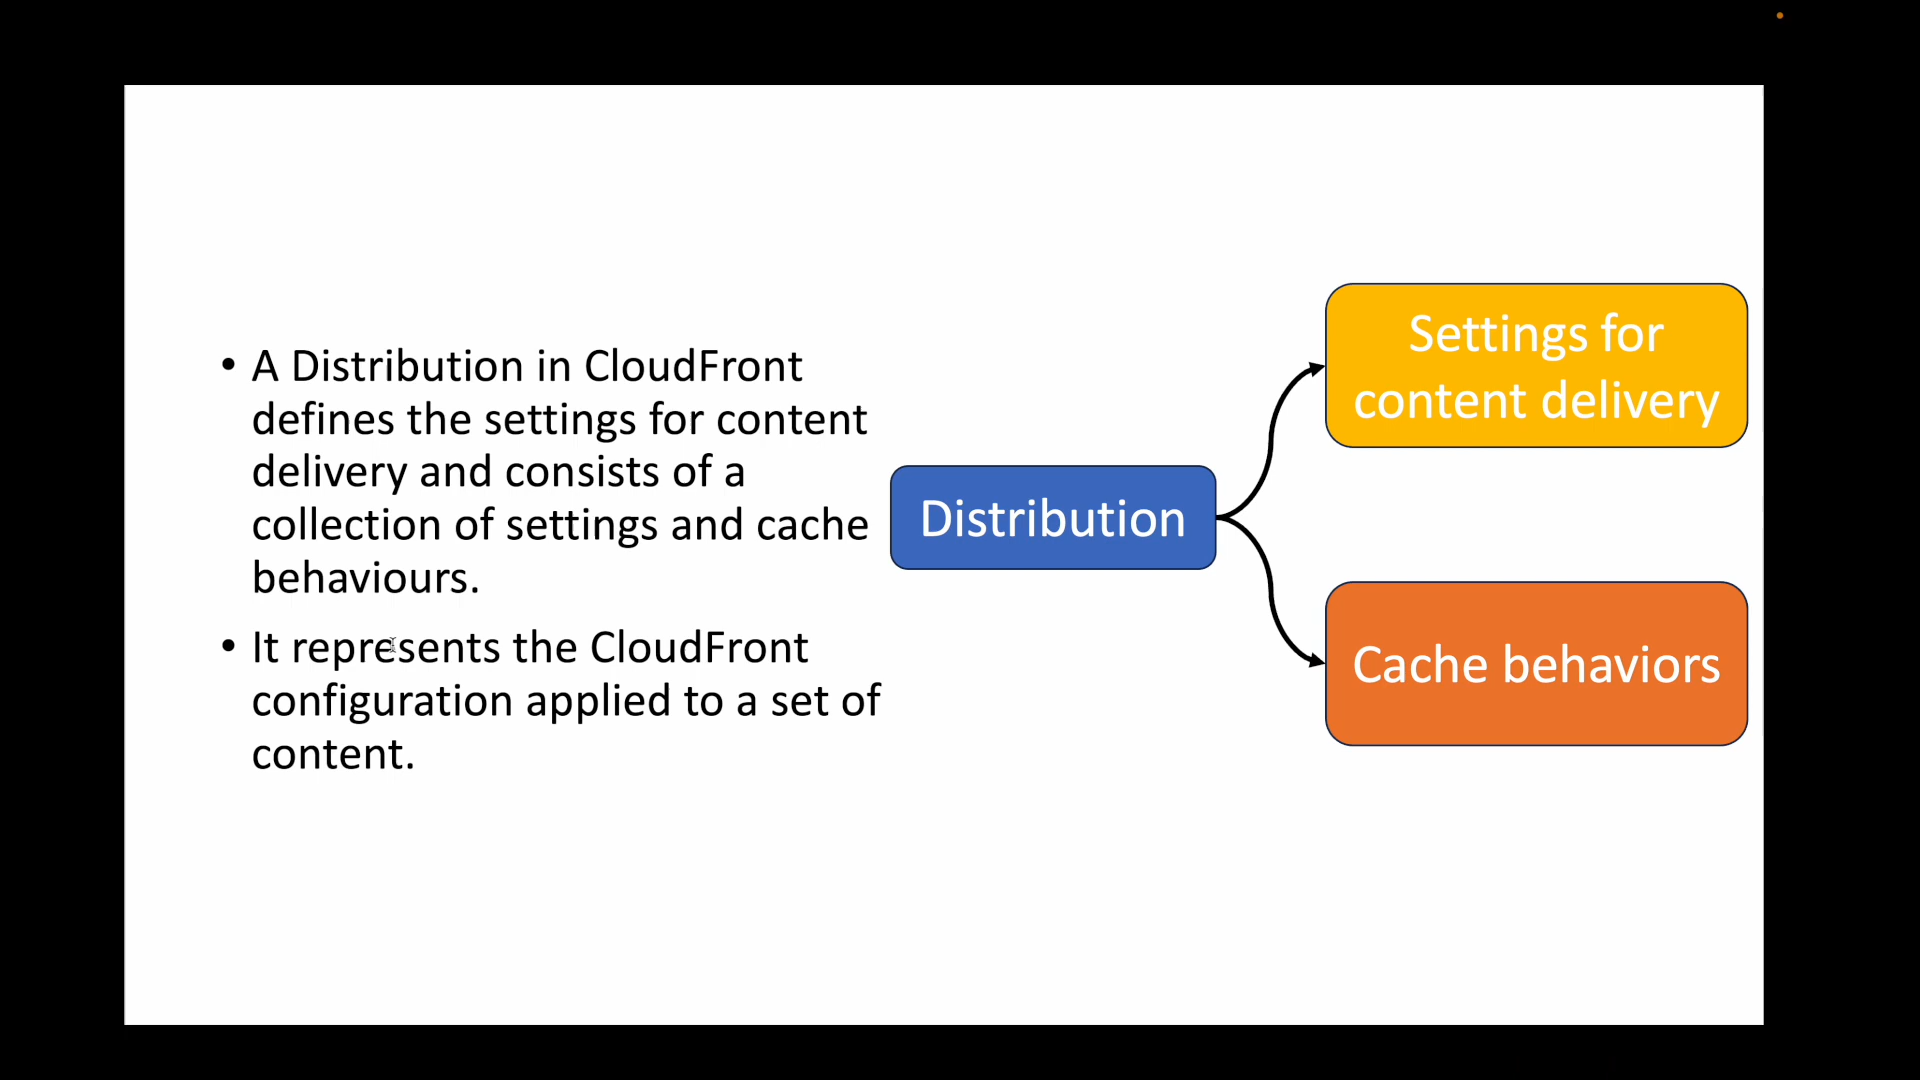 • A Distribution in CloudFront
defines the settings for content
delivery and consists of a
collection of settings and cache
behaviours.
• It represents the CloudFront
configuration applied to a set of
content.
Distribution
Settings for
content delivery
Cache behaviors